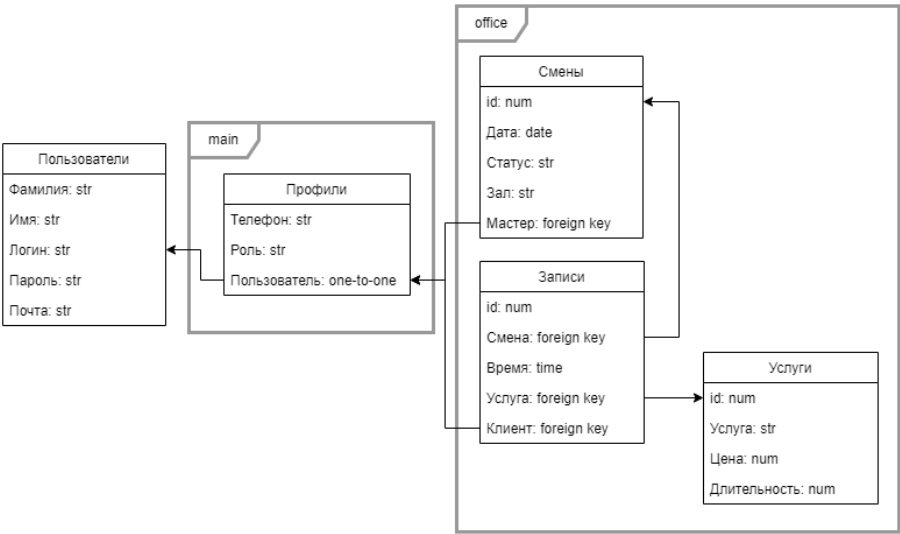 office
Смены
id: num
Дата: date
Статус: str
Зал: str
Мастер: foreign key
main
Пользователи
Фамилия: str
Имя: str
Логин: str
Пароль: str
Почта: str
Профили
Телефон: str
Роль: str
Пользователь: one-to-one
Записи
id: num
Смена: foreign key
Время: time
Услуга: foreign key
Клиент: foreign key
Услуги
id: num
Услуга: str
Цена: num
Длительность: num